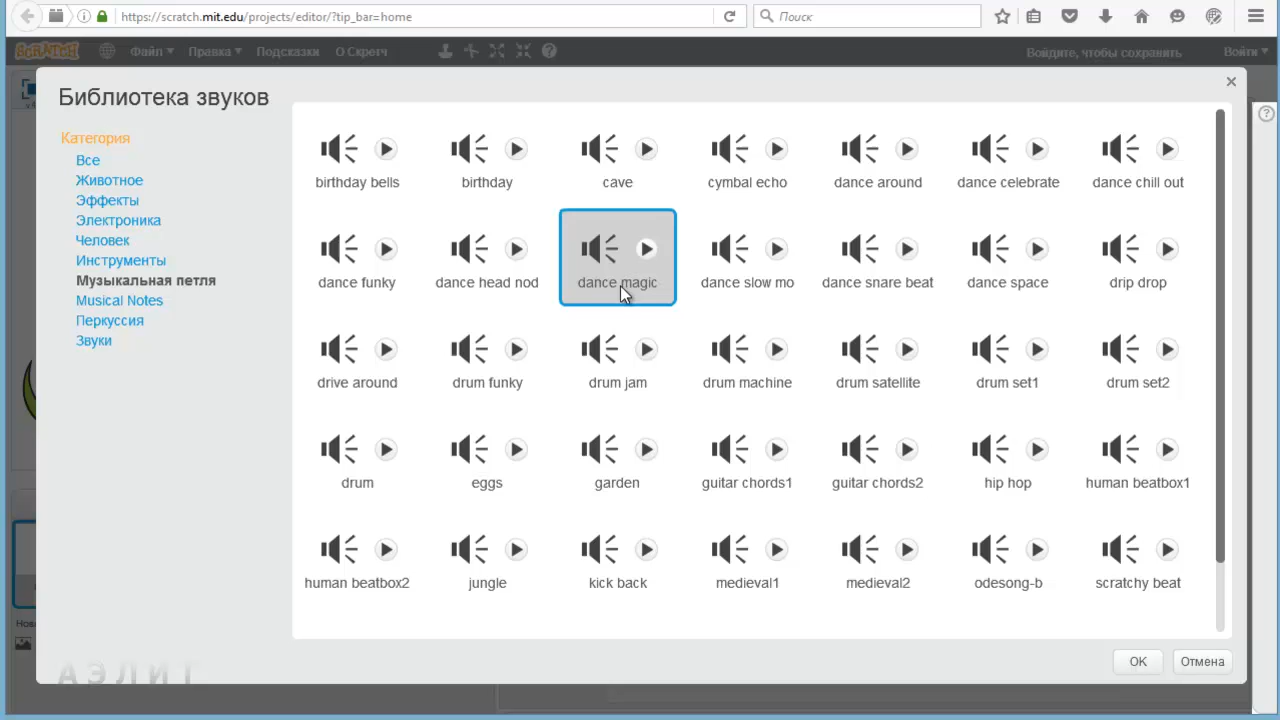 https://scratch.mit.edu/projects/editor/?tip_bar=home
Поиск
SCRATCH
Файл
Правка
Подсказки
О Скретч
Войдите, чтобы сохранить
Войти
Библиотека звуков
Категория
Все
Животное
Эффекты
Электроника
Человек
Инструменты
Музыкальная петля
Musical Notes
Перкуссия
Звуки
birthday bells
birthday
cave
cymbal echo
dance around
dance celebrate
dance chill out
dance funky
dance head nod
dance magic
dance slow mo
dance snare beat
dance space
drip drop
drive around
drum funky
drum jam
drum machine
drum satellite
drum set1
drum set2
drum
eggs
garden
guitar chords1
guitar chords2
hip hop
human beatbox1
human beatbox2
jungle
kick back
medieval1
medieval2
odesong-b
scratchy beat
OK
Отмена
АЭЛИТ